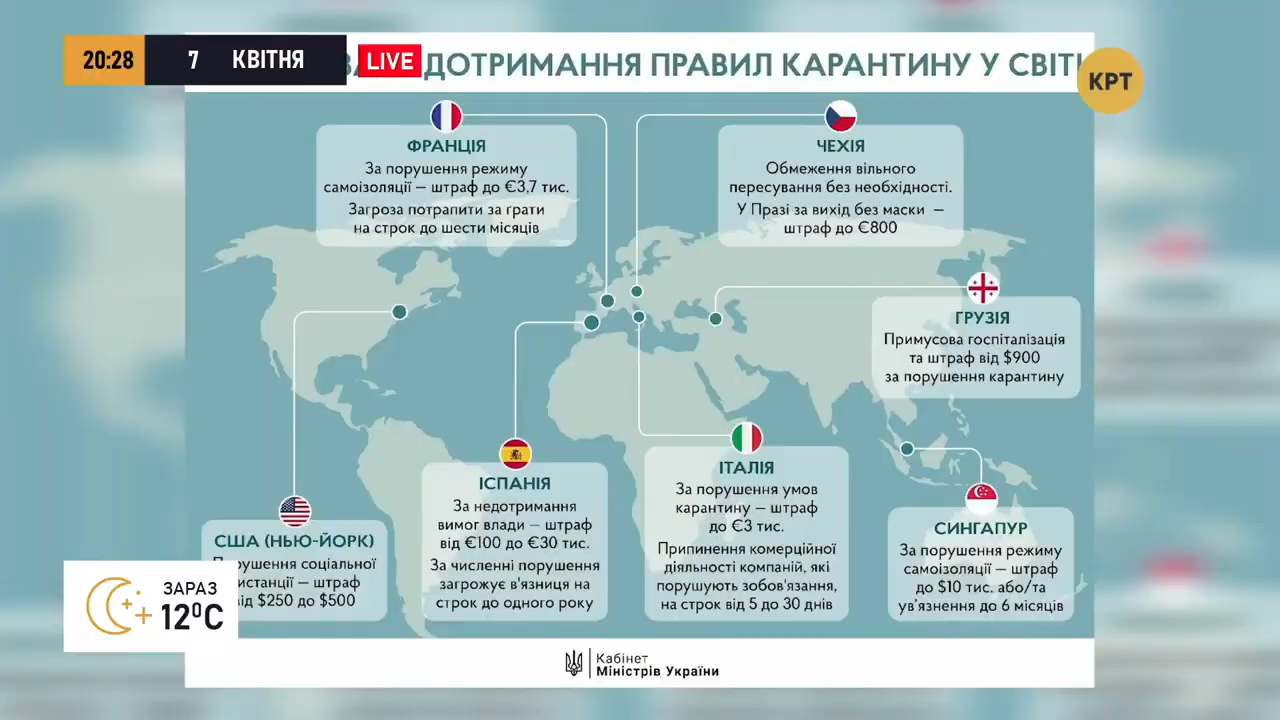 20:28 7 КВІТНЯ LIVE
ДОТРИМАННЯ ПРАВИЛ КАРАНТИНУ У СВІТІ
КРТ
ФРАНЦІЯ
За порушення режиму
самоізоляції — штраф до €3,7 тис.
Загроза потрапити за ґрати
на строк до шести місяців
ЧЕХІЯ
Обмеження вільного
пересування без необхідності.
У Празі за вихід без маски —
штраф до €800
ГРУЗІЯ
Примусова госпіталізація
та штраф від $900
за порушення карантину
США (НЬЮ-ЙОРК)
орушення соціальної
истанції — штраф
ід $250 до $500
ІСПАНІЯ
За недотримання
вимог влади — штраф
від €100 до €30 тис.
За численні порушення
загрожує в'язниця на
строк до одного року
ІТАЛІЯ
За порушення умов
карантину — штраф
до €3 тис.
Припинення комерційної
діяльності компаній, які
порушують зобов'язання,
на строк від 5 до 30 днів
СИНГАПУР
За порушення режиму
самоізоляції — штраф
до $10 тис. або/та
ув'язнення до 6 місяців
ЗАРАЗ
12°C
Кабінет
Міністрів України